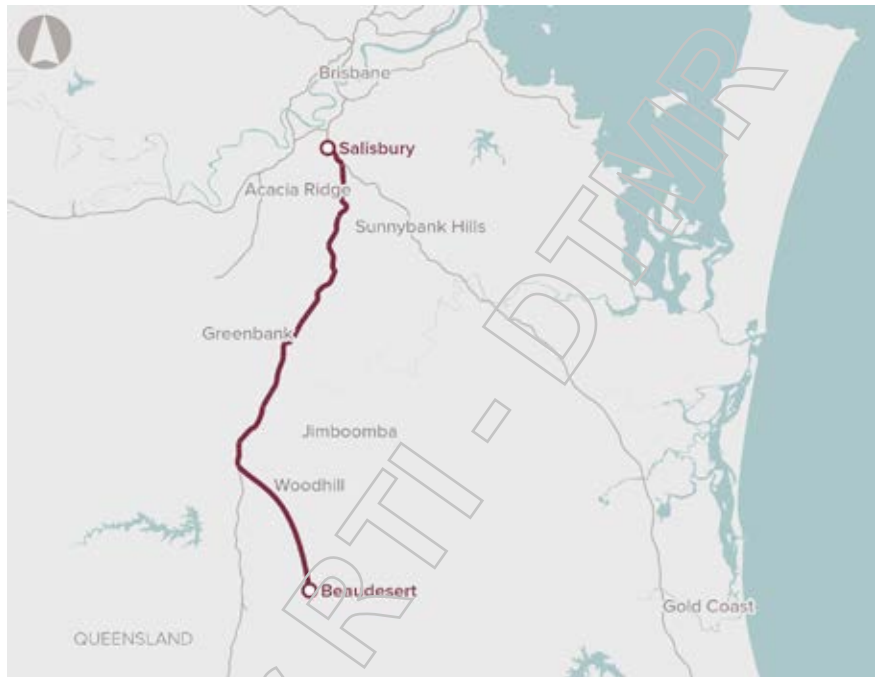 Brisbane
Salisbury
Acacia Ridge
Sunnybank Hills
Greenbank
Jimboomba
Woodhill
Beaudesert
Gold Coast
QUEENSLAND
RTI - DTMR